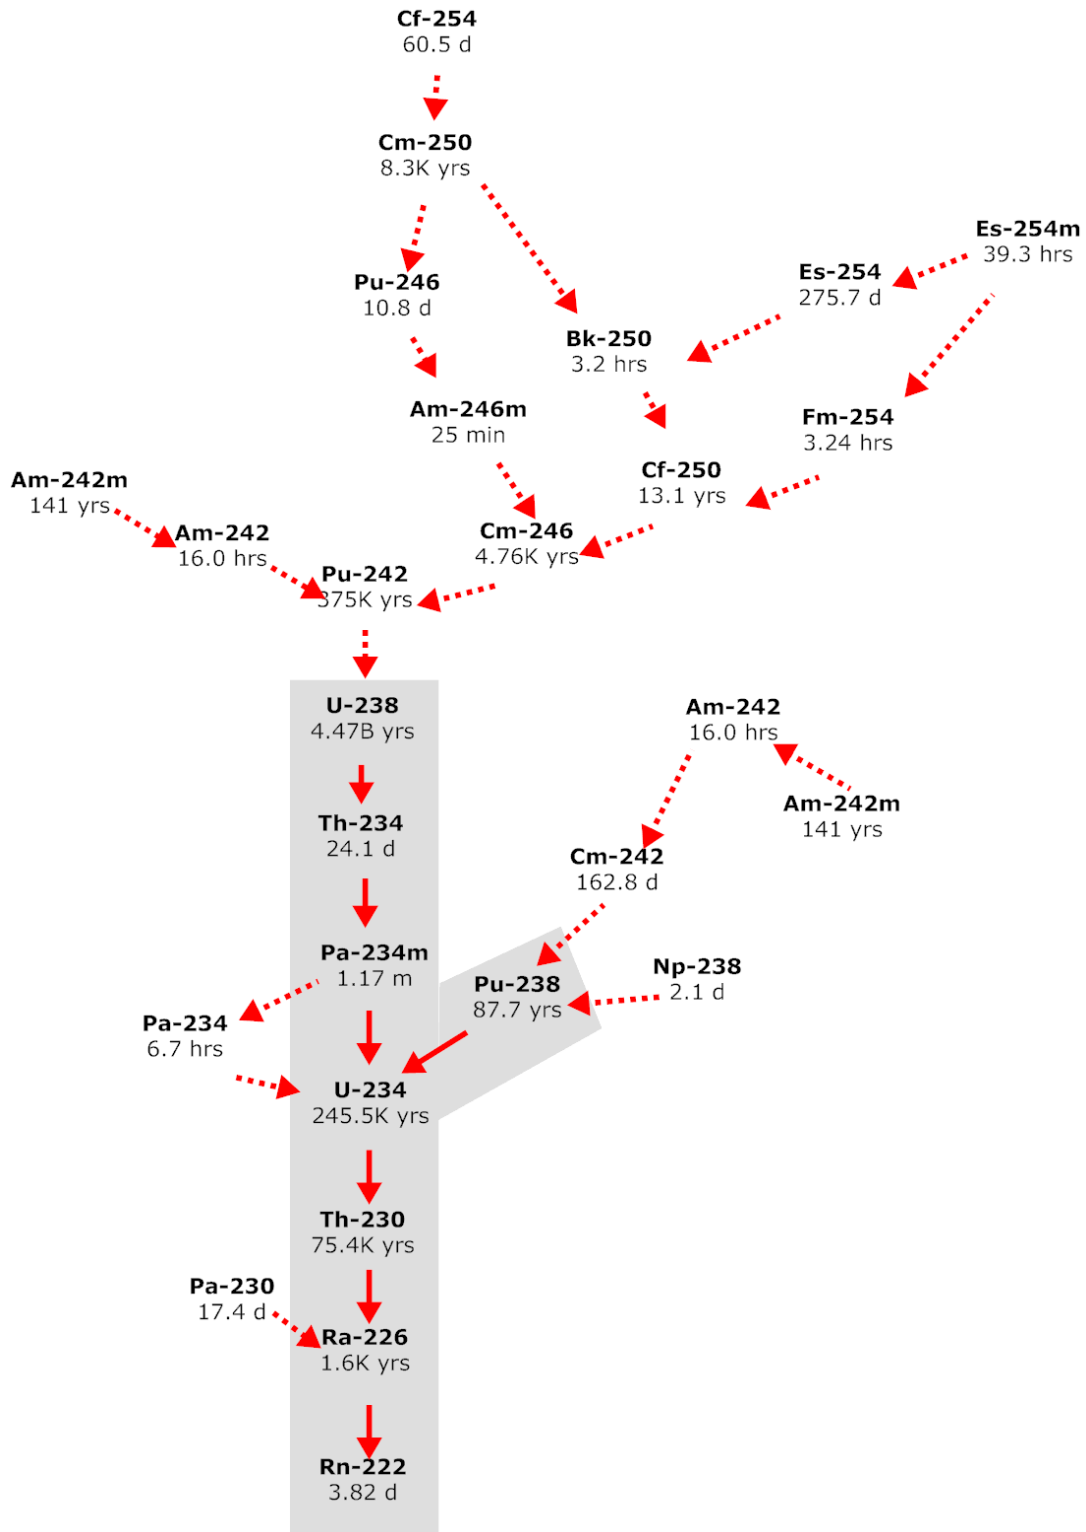 Cf-254
60.5 d
Cm-250
8.3K yrs
Es-254m
39.3 hrs
Es-254
275.7 d
Pu-246
10.8 d
Bk-250
3.2 hrs
Am-246m
25 min
Fm-254
3.24 hrs
Cf-250
13.1 yrs
Am-242m
141 yrs
Am-242
16.0 hrs
Cm-246
4.76K yrs
Pu-242
375K yrs
U-238
4.47B yrs
Am-242
16.0 hrs
Am-242m
141 yrs
Th-234
24.1 d
Cm-242
162.8 d
Pa-234m
1.17 m
Np-238
2.1 d
Pu-238
87.7 yrs
Pa-234
6.7 hrs
U-234
245.5K yrs
Th-230
75.4K yrs
Pa-230
17.4 d
Ra-226
1.6K yrs
Rn-222
3.82 d